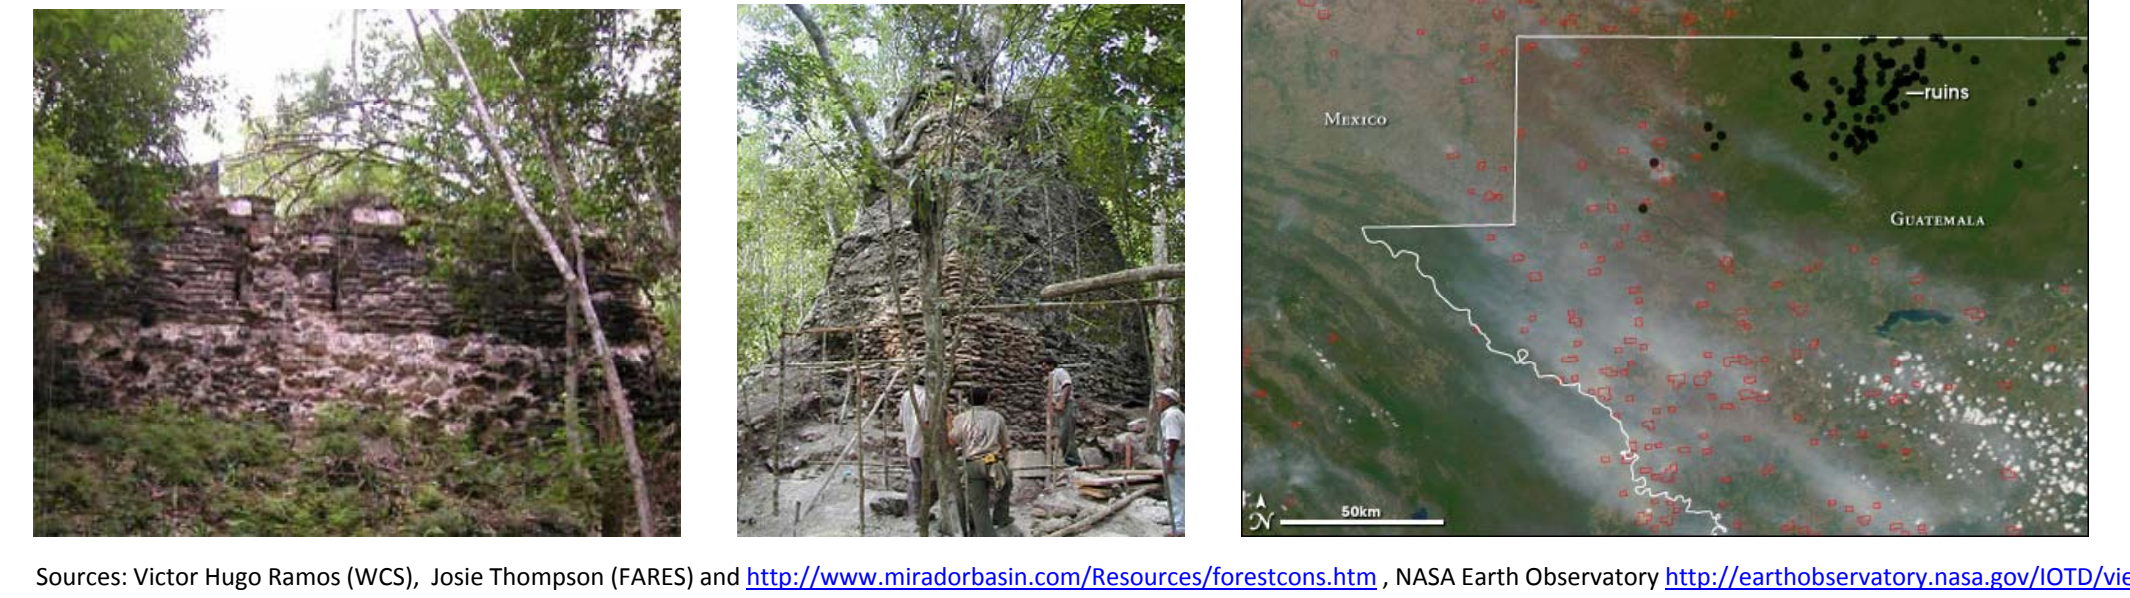 MEXICO
ruins
GUATEMALA
N
50km
Sources: Victor Hugo Ramos (WCS), Josie Thompson (FARES) and http://www.miradorbasin.com/Resources/forestcons.htm , NASA Earth Observatory http://earthobservatory.nasa.gov/IOTD/vie